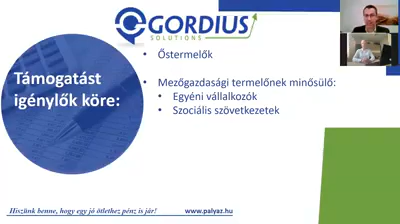 GORDIUS
SOLUTIONS
Támogatást
igénylők köre:
• Őstermelők
• Mezőgazdasági termelőnek minősülő:
• Egyéni vállalkozók
• Szociális szövetkezetek
Hiszünk benne, hogy egy jó ötlethez pénz is jár!
www.palyaz.hu